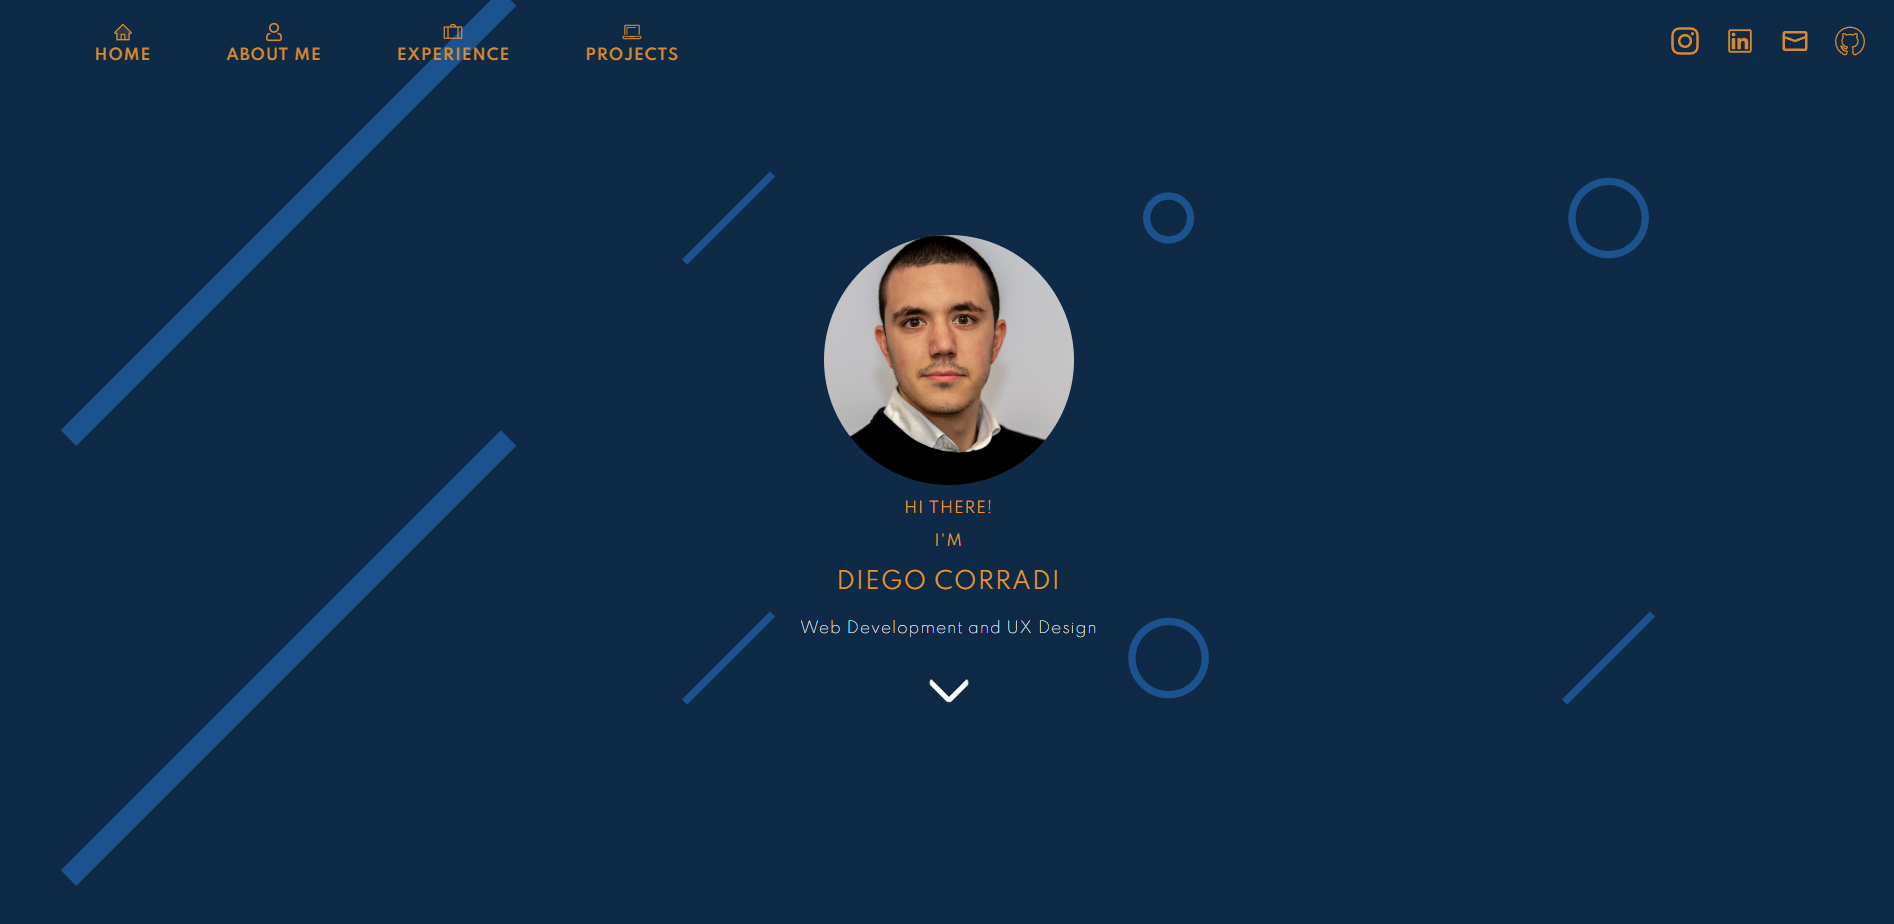 HOME ABOUT ME EXPERIENCE PROJECTS
HI THERE!
I'M
DIEGO CORRADI
Web Development and UX Design